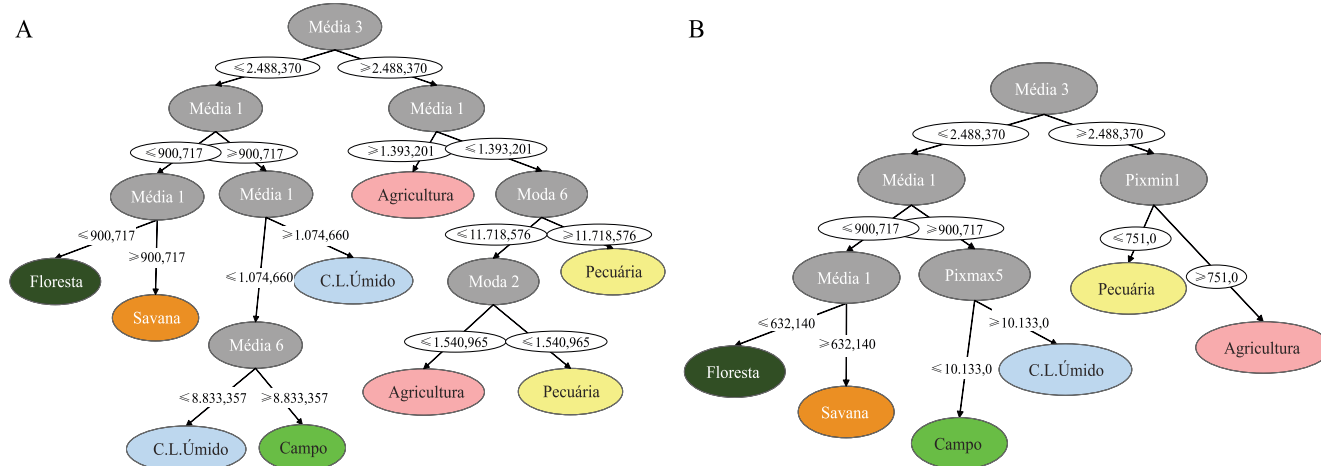 A
Média 3
≤2.488,370
≥2.488,370
Média 1
Média 1
≤900,717
≥900,717
≥1.393,201
≤1.393,201
Média 1
Média 1
Agricultura
Moda 6
≤900,717
≥900,717
≥1.074,660
≤1.074,660
≤11.718,576
≥11.718,576
Floresta
Savana
C.L.Úmido
Moda 2
Pecuária
Média 6
≤1.540,965
≤1.540,965
≤8.833,357
≥8.833,357
Agricultura
Pecuária
C.L.Úmido
Campo
B
Média 3
≤2.488,370
≥2.488,370
Média 1
Pixmin1
≤900,717
≥900,717
≤751,0
≥751,0
Média 1
Pixmax5
Pecuária
Agricultura
≤632,140
≥632,140
≥10.133,0
≤10.133,0
Floresta
Savana
C.L.Úmido
Campo